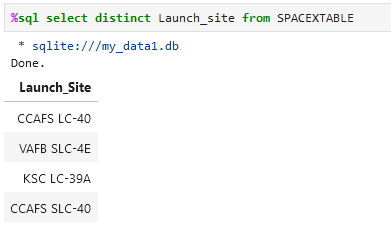 %sql select distinct Launch_site from SPACEXTABLE
* sqlite:///my_data1.db
Done.
Launch_Site
CCAFS LC-40
VAFB SLC-4E
KSC LC-39A
CCAFS SLC-40